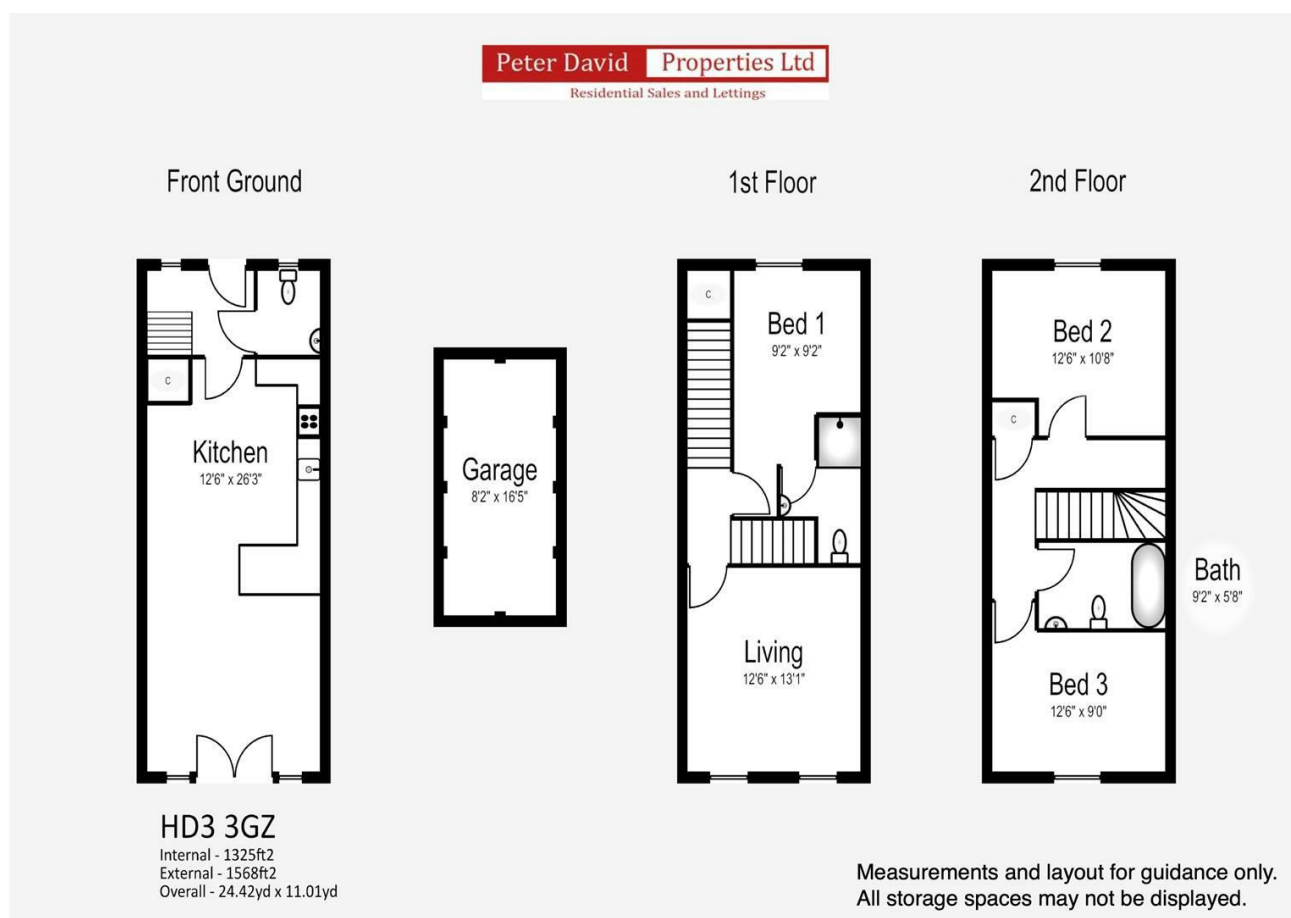 Peter David Properties Ltd
Residential Sales and Lettings
Front Ground
1st Floor
2nd Floor
C
Kitchen
12'6" x 26'3"
Garage
8'2" x 16'5"
C
Bed 1
9'2" x 9'2"
Living
12'6" x 13'1"
Bed 2
12'6" x 10'8"
C
Bath
9'2" x 5'8"
Bed 3
12'6" x 9'0"
HD3 3GZ
Internal - 1325ft2
External - 1568ft2
Overall - 24.42yd x 11.01yd
Measurements and layout for guidance only.
All storage spaces may not be displayed.